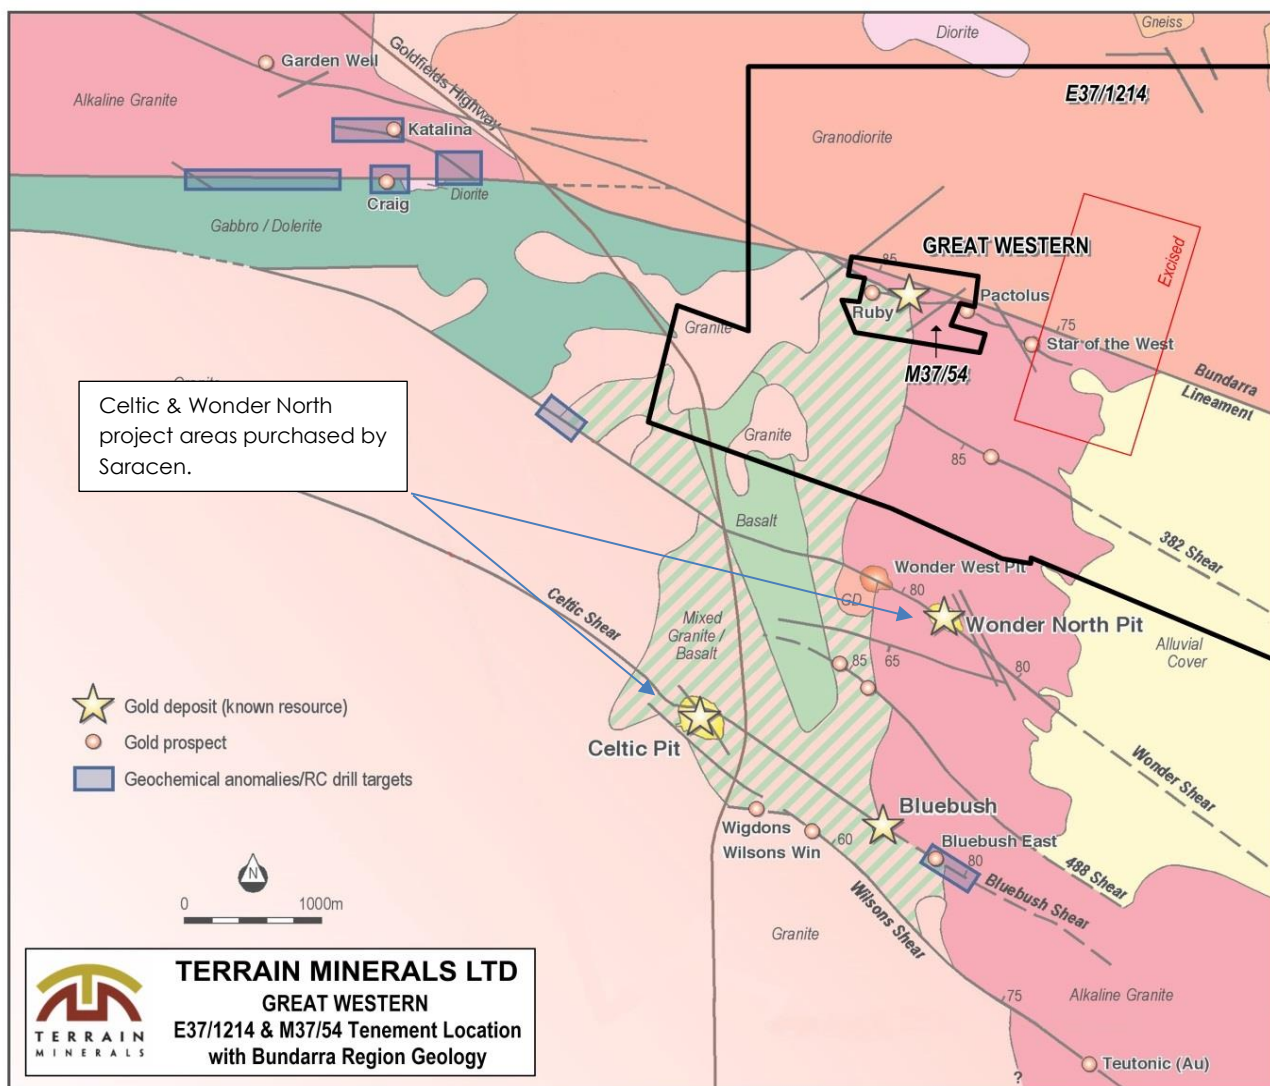 Gneiss
Diorite
Garden Well
Goldfields Highway
E37/1214
Alkaline Granite
Katalina
Granodiorite
Craig
Diorite
Gabbro / Dolerite
GREAT WESTERN
Excised
85
Ruby
Pactolus
75
Star of the West
Granite
M37/54
Bundarra
Lineament
Granite
Celtic & Wonder North
project areas purchased by
Saracen.
Granite
85
Basalt
382 Shear
Wonder West Pit
80
GD
Celtic Shear
Mixed
Granite /
Basalt
Wonder North Pit
Alluvial
Cover
85
65
80
Gold deposit (known resource)
Gold prospect
Geochemical anomalies/RC drill targets
Celtic Pit
Wonder Shear
Bluebush
Wigdons
Wilsons Win
60
Bluebush East
80
488 Shear
Bluebush Shear
Wilsons Shear
N
0
1000m
Granite
75
Alkaline Granite
Teutonic (Au)
?
TERRAIN
MINERALS
TERRAIN MINERALS LTD
GREAT WESTERN
E37/1214 & M37/54 Tenement Location
with Bundarra Region Geology